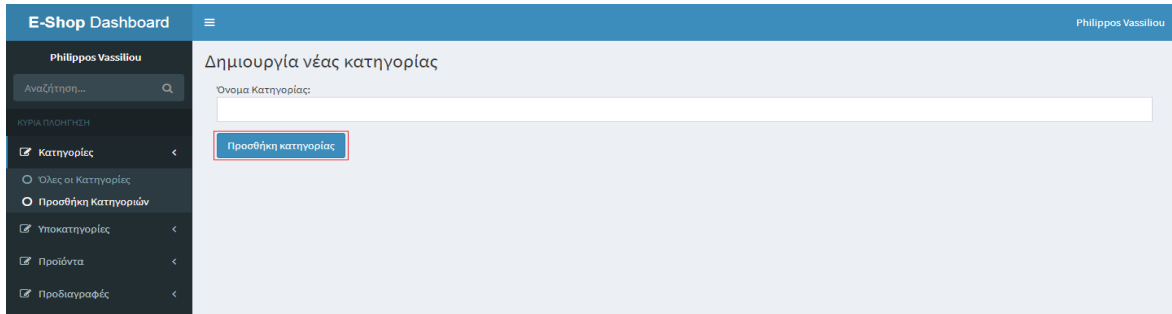 E-Shop Dashboard
Philippos Vassiliou
Philippos Vassiliou
Αναζήτηση...
ΚΥΡΙΑ ΠΛΟΗΓΗΣΗ
Κατηγορίες
Όλες οι Κατηγορίες
Προσθήκη Κατηγοριών
Υποκατηγορίες
Προϊόντα
Προδιαγραφές
Δημιουργία νέας κατηγορίας
Όνομα Κατηγορίας:
Προσθήκη κατηγορίας